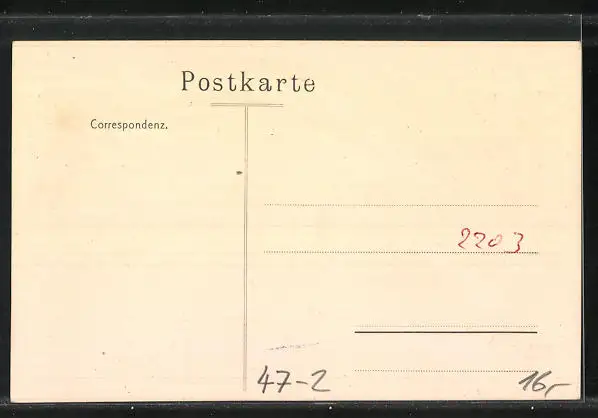 Postkarte
Correspondenz.
2203
47-2
16,-